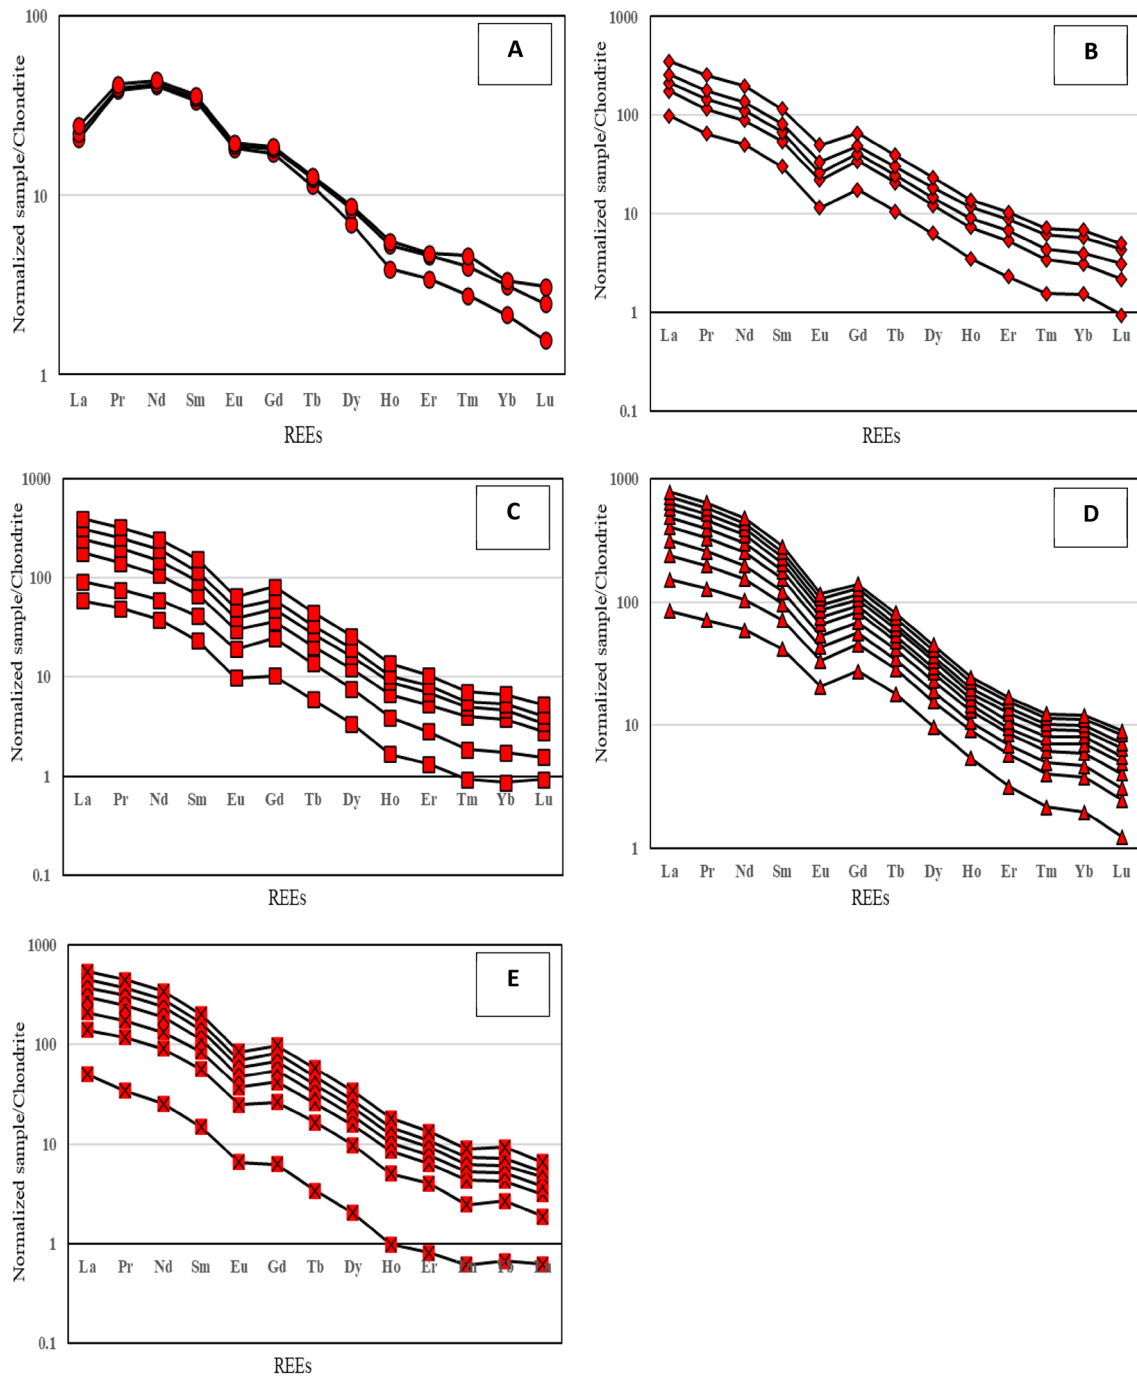 100
A
10
1
Normalized sample/Chondrite
La Pr Nd Sm Eu Gd Tb Dy Ho Er Tm Yb Lu
REEs
1000
B
100
10
1
La Pr Nd Sm Eu Gd Tb Dy Ho Er Tm Yb Lu
0.1
Normalized sample/Chondrite
REEs
1000
C
100
10
1
La Pr Nd Sm Eu Gd Tb Dy Ho Er Tm Yb Lu
0.1
Normalized sample/Chondrite
REEs
1000
D
100
10
1
Normalized sample/Chondrite
La Pr Nd Sm Eu Gd Tb Dy Ho Er Tm Yb Lu
REEs
1000
E
100
10
1
La Pr Nd Sm Eu Gd Tb Dy Ho Er
0.1
Normalized sample/Chondrite
REEs